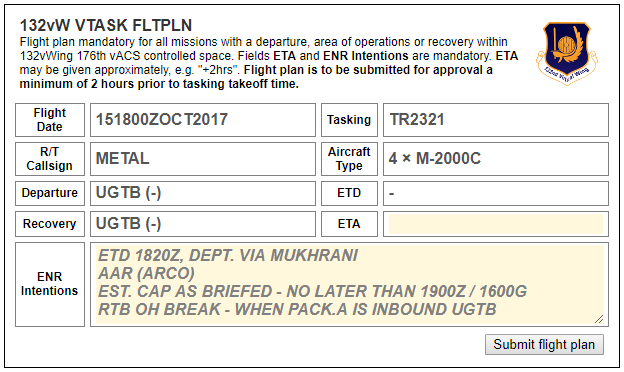 132vW VTASK FLTPLN
Flight plan mandatory for all missions with a departure, area of operations or recovery within
132vWing 176th vACS controlled space. Fields ETA and ENR Intentions are mandatory. ETA
may be given approximately, e.g. "+2hrs". Flight plan is to be submitted for approval a
minimum of 2 hours prior to tasking takeoff time.
Flight Date 151800ZOCT2017 Tasking TR2321
R/T Callsign METAL Aircraft Type 4 × M-2000C
Departure UGTB (-) ETD -
Recovery UGTB (-) ETA
ENR Intentions
ETD 1820Z, DEPT. VIA MUKHRANI
AAR (ARCO)
EST. CAP AS BRIEFED - NO LATER THAN 1900Z / 1600G
RTB OH BREAK - WHEN PACK.A IS INBOUND UGTB
Submit flight plan